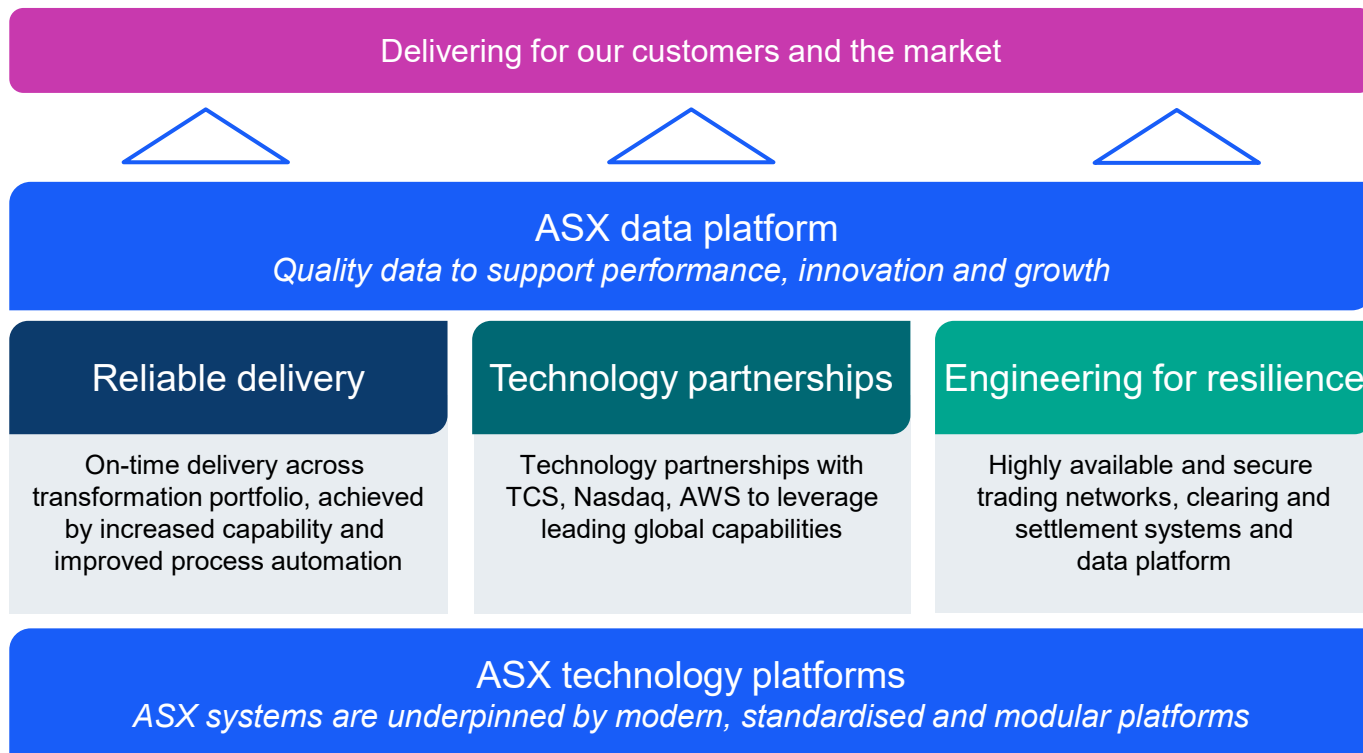 Delivering for our customers and the market
ASX data platform
Quality data to support performance, innovation and growth
Reliable delivery
On-time delivery across
transformation portfolio, achieved
by increased capability and
improved process automation
Technology partnerships
Technology partnerships with
TCS, Nasdaq, AWS to leverage
leading global capabilities
Engineering for resilience
Highly available and secure
trading networks, clearing and
settlement systems and
data platform
ASX technology platforms
ASX systems are underpinned by modern, standardised and modular platforms